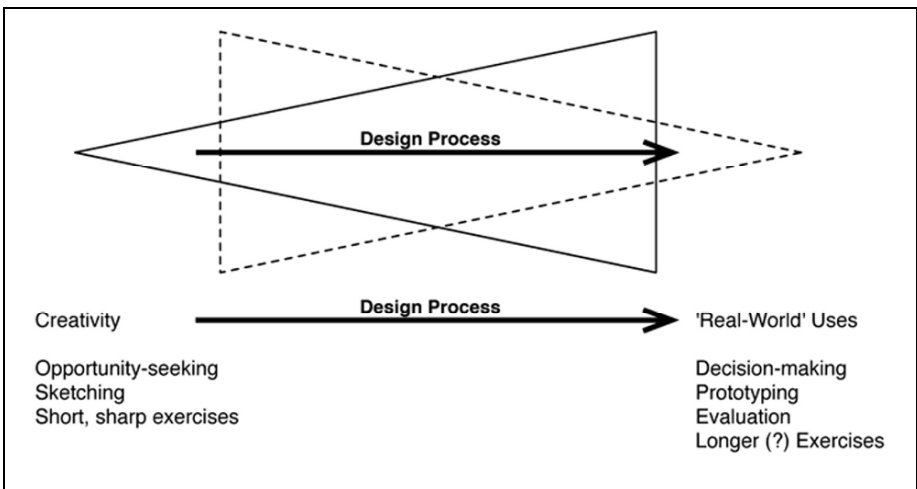 Design Process
Design Process
Creativity
'Real-World' Uses
Opportunity-seeking
Sketching
Short, sharp exercises
Decision-making
Prototyping
Evaluation
Longer (?) Exercises